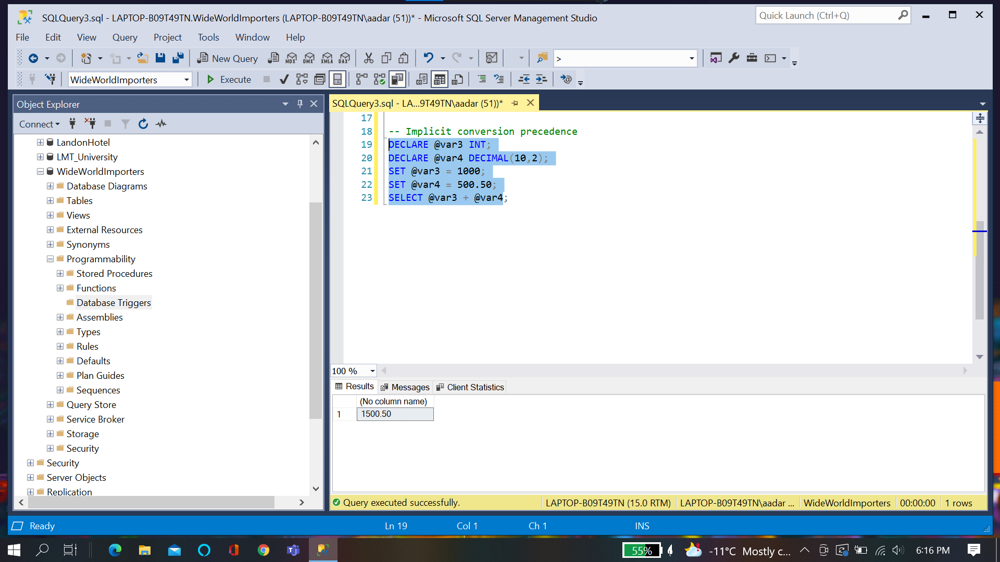 SQLQuery3.sql - LAPTOP-B09T49TN.WideWorldImporters (LAPTOP-B09T49TN\aadar (51))* - Microsoft SQL Server Management Studio
Quick Launch (Ctrl+Q)
File Edit View Query Project Tools Window Help
New Query MDX DMX XMLA DAX >
WideWorldImporters Execute
Object Explorer
Connect
LandonHotel
LMT_University
WideWorldImporters
Database Diagrams
Tables
Views
External Resources
Synonyms
Programmability
Stored Procedures
Functions
Database Triggers
Assemblies
Types
Rules
Defaults
Plan Guides
Sequences
Query Store
Service Broker
Storage
Security
Security
Server Objects
Replication
SQLQuery3.sql - LA...9T49TN\aadar (51))*
17
18 -- Implicit conversion precedence
19 DECLARE @var3 INT;
20 DECLARE @var4 DECIMAL(10,2);
21 SET @var3 = 1000;
22 SET @var4 = 500.50;
23 SELECT @var3 + @var4;
100 %
Results Messages Client Statistics
(No column name)
1 1500.50
Query executed successfully. LAPTOP-B09T49TN (15.0 RTM) LAPTOP-B09T49TN\aadar ... WideWorldImporters 00:00:00 1 rows
Ready Ln 19 Col 1 Ch 1 INS
55% -11°C Mostly c... 6:16 PM